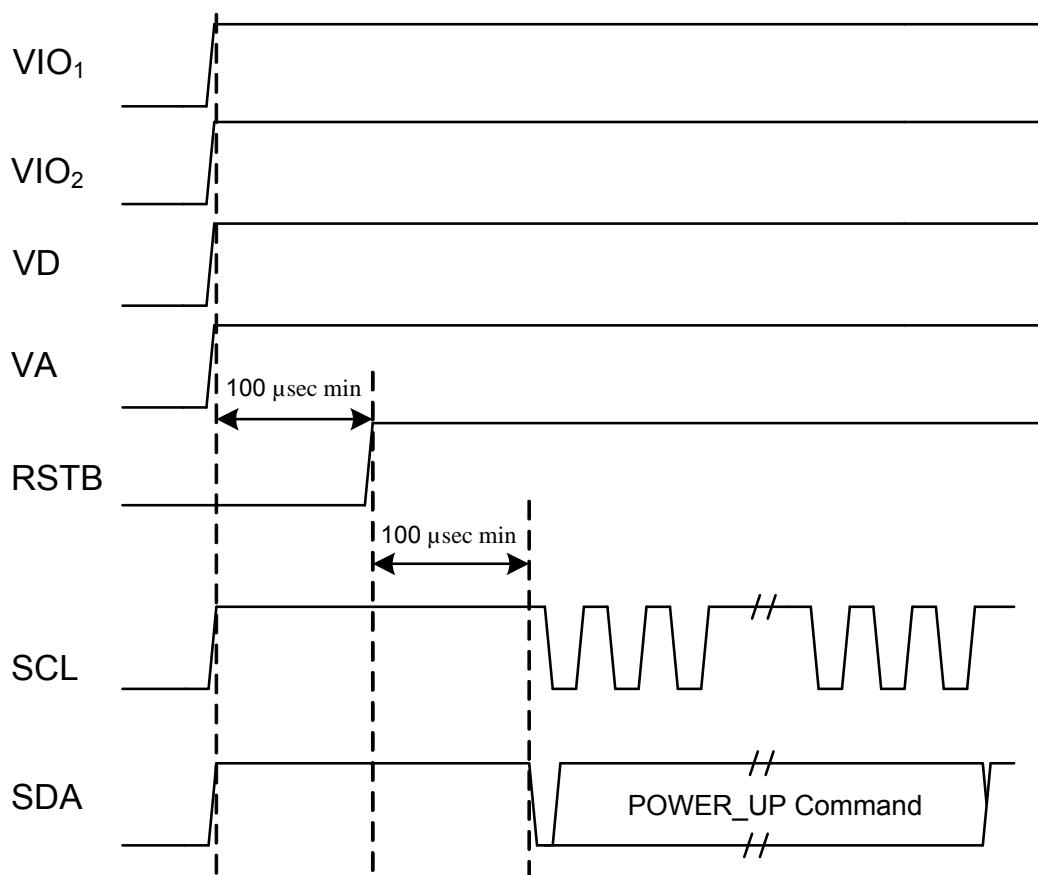 VIO₁
VIO₂
VD
VA
100 µsec min
RSTB
100 µsec min
SCL
SDA
POWER_UP Command